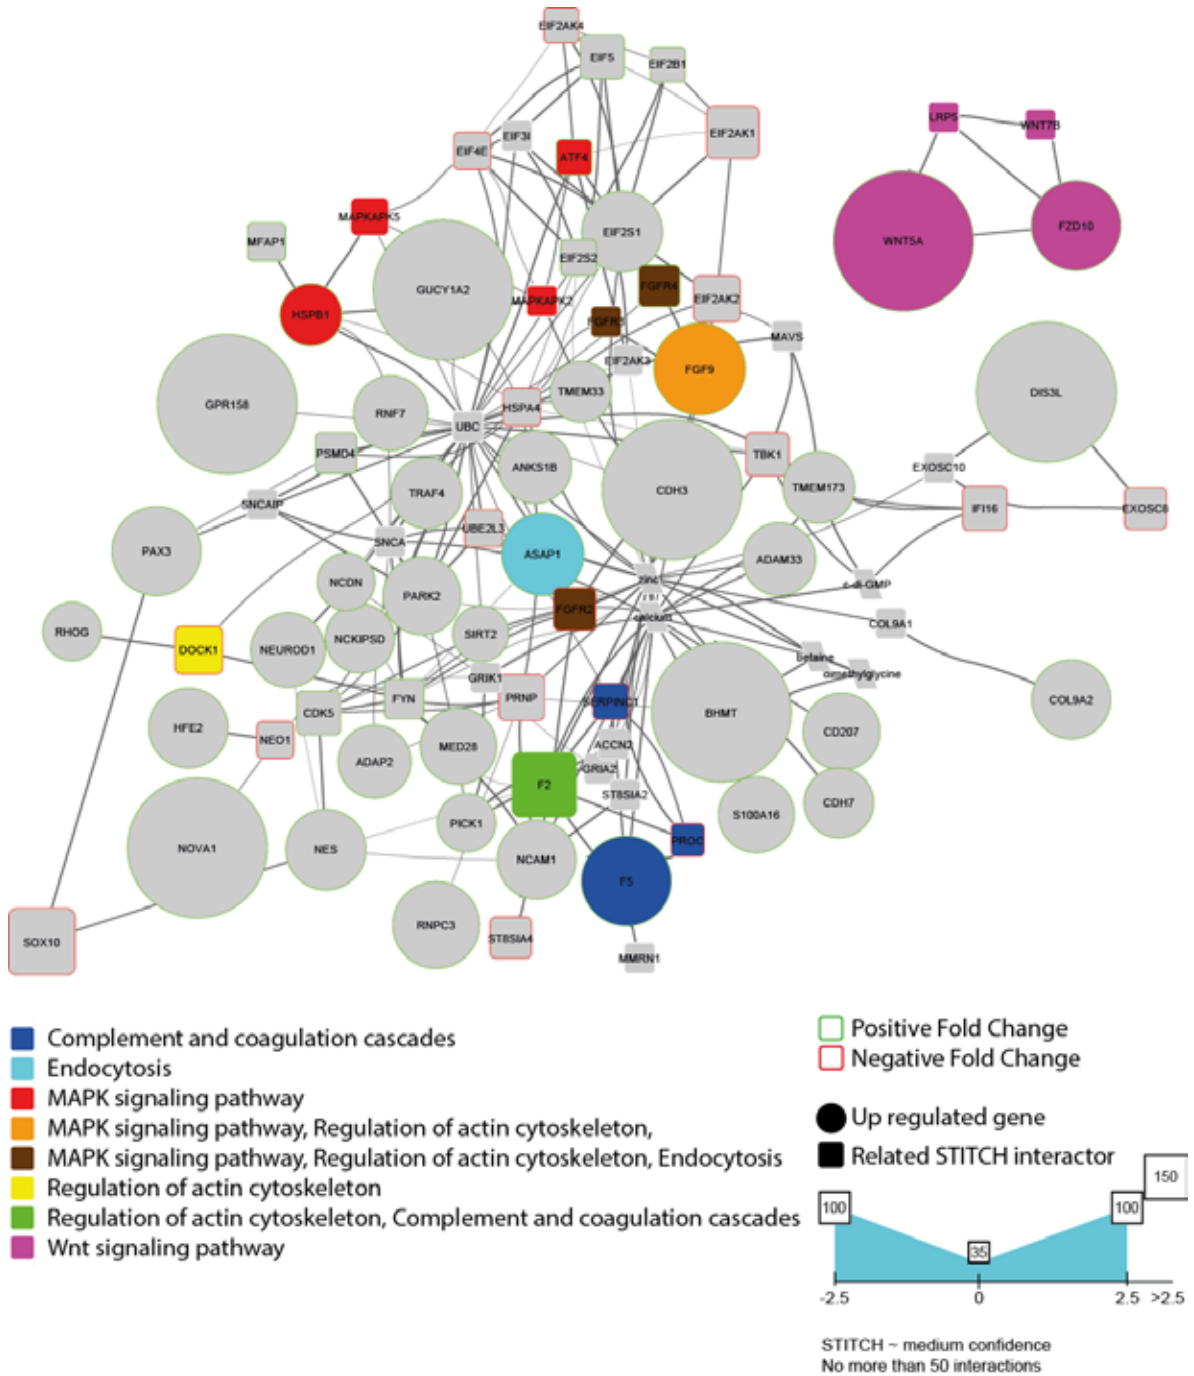 EIF2AK4
EIF5
EIF2B1
LRP5
WNT7B
EIF2AK1
EIF3I
EIF4E
ATF4
MAPKAPK5
MFAP1
EIF2S1
WNT5A
FZD10
EIF2S2
GUCY1A2
FGFR4
EIF2AK2
MAPKAPK2
HSPB1
FGFR3
MAVS
EIF2AK3
FGF9
TMEM33
DIS3L
GPR158
RNF7
HSPA4
UBC
PSMD4
TBK1
ANKS1B
EXOSC10
CDH3
TMEM173
TRAF4
SNCAIP
IFI16
EXOSC8
UBE2L3
SNCA
PAX3
ASAP1
ADAM33
NCDN
zinc
c-di-GMP
PARK2
FGFR2
calcium
COL9A1
RHOG
SIRT2
NCKIPSD
DOCK1
NEUROD1
betaine
dimethylglycine
GRIK1
FYN
PRNP
SERPINC1
COL9A2
CDK5
BHMT
HFE2
NEO1
CD207
MED28
ACCN2
ADAP2
GRIA2
F2
ST8SIA2
CDH7
S100A16
PICK1
PROC
NOVA1
NES
NCAM1
F5
RNPC3
SOX10
ST8SIA4
MMRN1
Complement and coagulation cascades
Endocytosis
MAPK signaling pathway
MAPK signaling pathway, Regulation of actin cytoskeleton,
MAPK signaling pathway, Regulation of actin cytoskeleton, Endocytosis
Regulation of actin cytoskeleton
Regulation of actin cytoskeleton, Complement and coagulation cascades
Wnt signaling pathway
Positive Fold Change
Negative Fold Change
Up regulated gene
Related STITCH interactor
150
100
100
35
-2.5
0
2.5
>2.5
STITCH ~ medium confidence
No more than 50 interactions